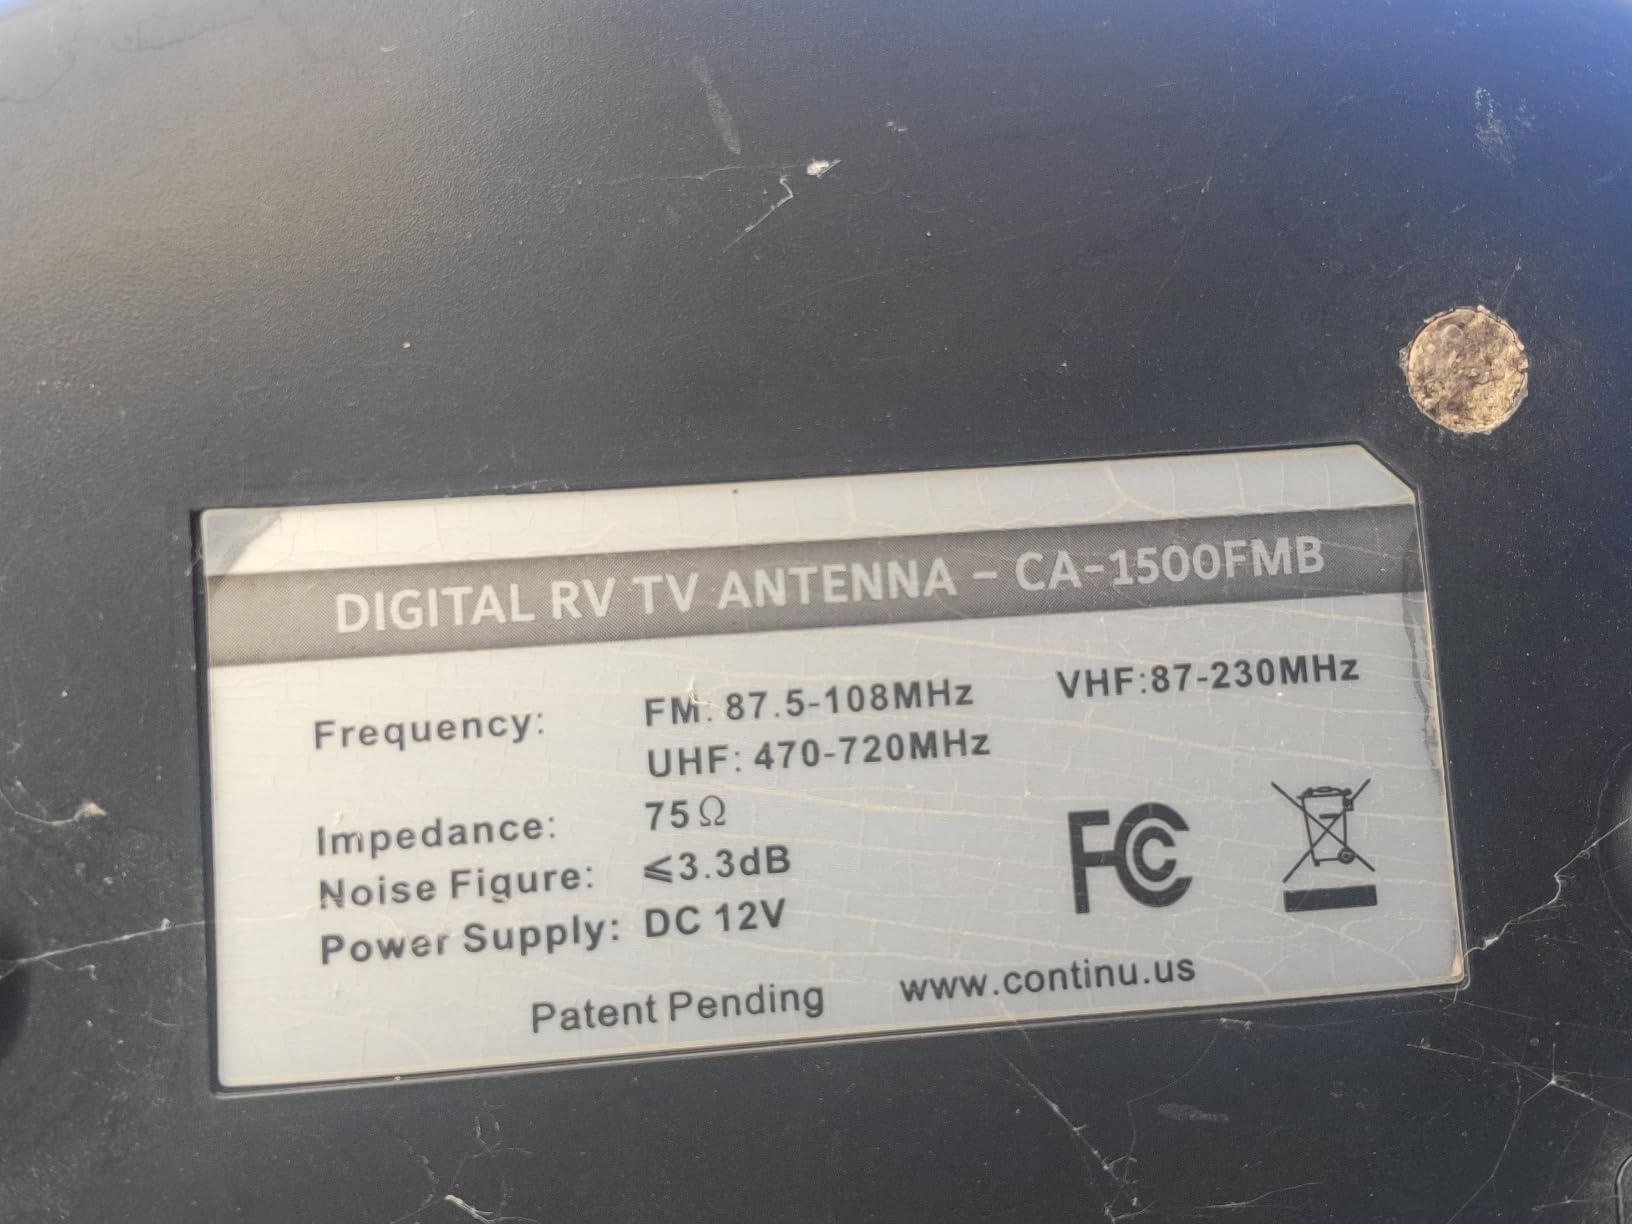 DIGITAL RV TV ANTENNA - CA-1500FMB
Frequency: FM: 87.5-108MHz VHF:87-230MHz
UHF: 470-720MHz
Impedance: 75Ω
Noise Figure: ⩽3.3dB
Power Supply: DC 12V
FC
Patent Pending www.continu.us